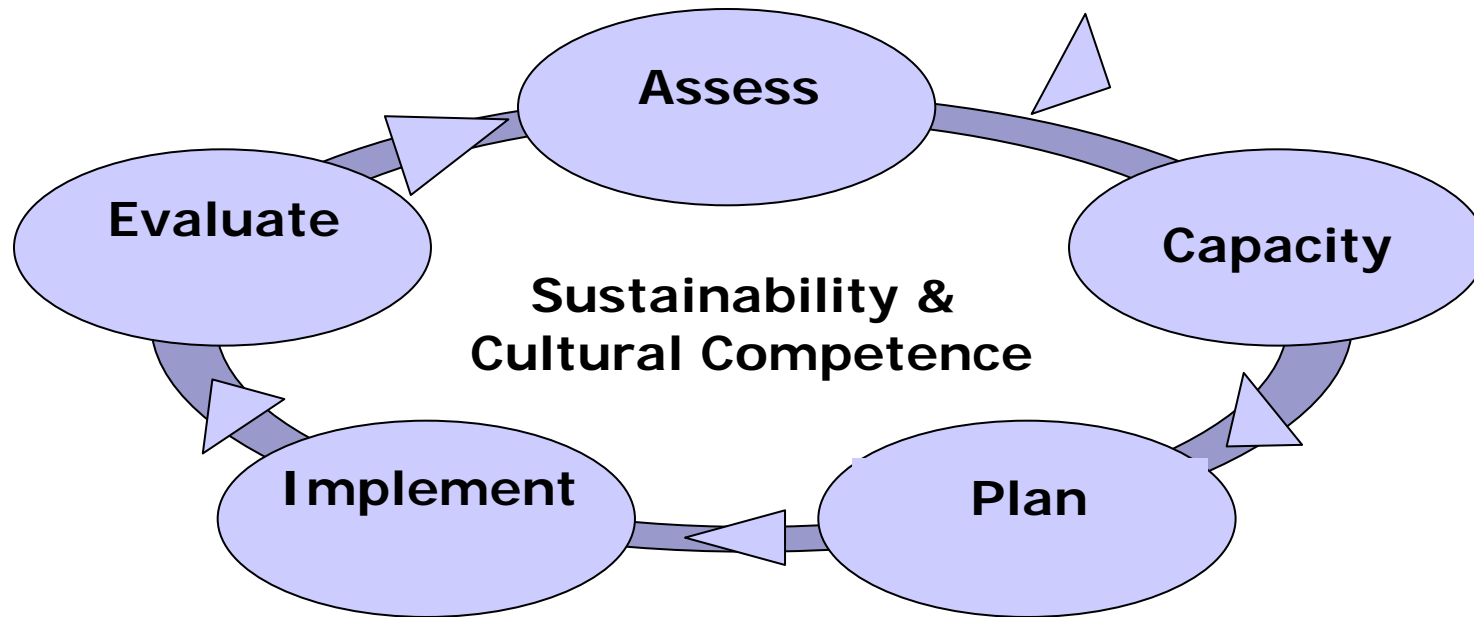 Assess
Evaluate
Capacity
Sustainability &
Cultural Competence
Implement
Plan